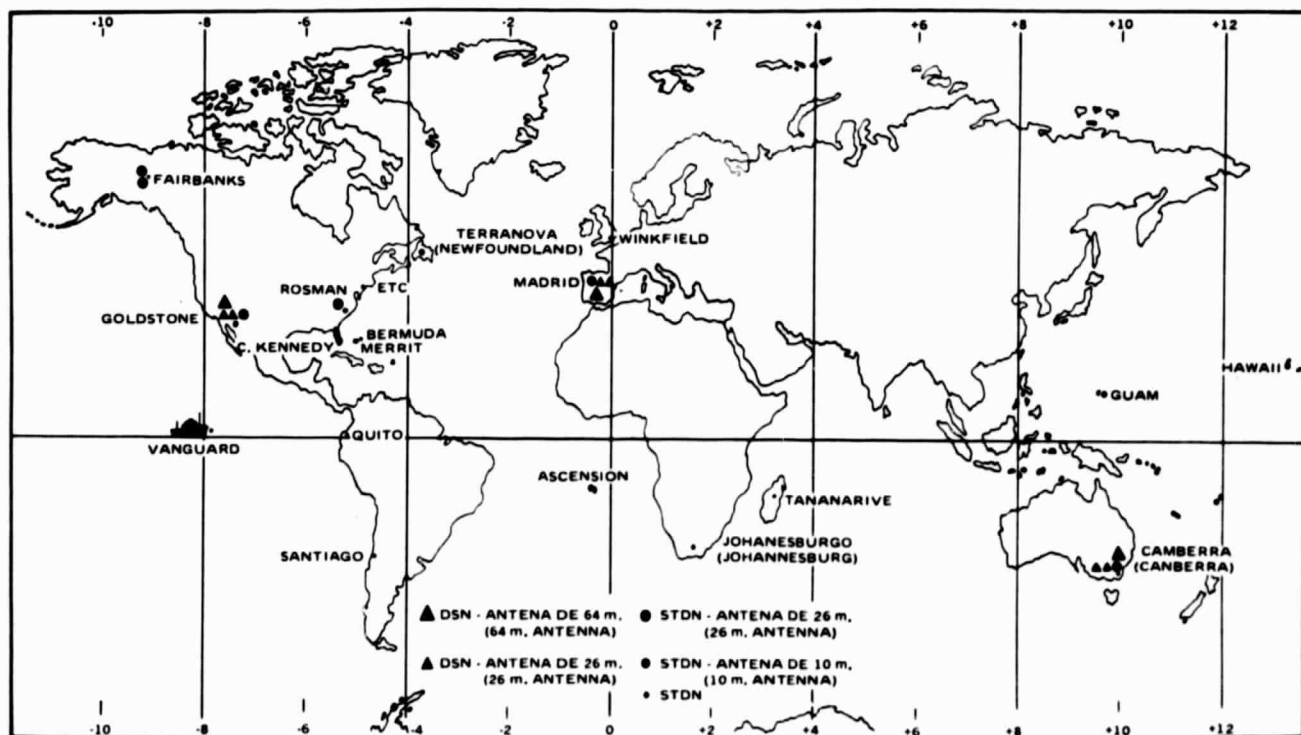 -10 -8 -6 -4 -2 0 +2 +4 +6 +8 +10 +12
FAIRBANKS
TERRANOVA
(NEWFOUNDLAND)
WINKFIELD
MADRID
ROSMAN
ETC
GOLDSTONE
C. KENNEDY
BERMUDA
MERRIT
HAWAII
GUAM
VANGUARD
QUITO
ASCENSION
TANANARIVE
SANTIAGO
JOHANESBURGO
(JOHANNESBURG)
CAMBERRA
(CANBERRA)
DSN - ANTENA DE 64 m,
(64 m, ANTENNA)
STDN - ANTENA DE 26 m,
(26 m, ANTENNA)
DSN - ANTENA DE 26 m,
(26 m, ANTENNA)
STDN - ANTENA DE 10 m,
(10 m, ANTENNA)
STDN
-10 -8 -6 -4 -2 0 +2 +4 +6 +8 +10 +12